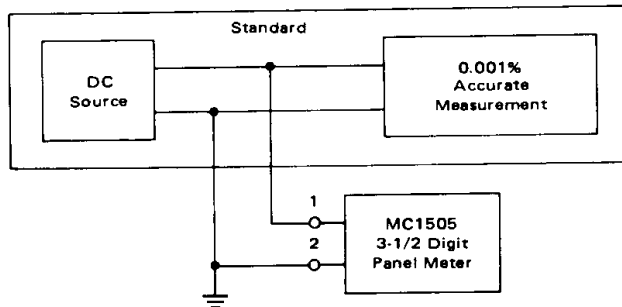 Standard
DC
Source
0.001%
Accurate
Measurement
1
2
MC1505
3-1/2 Digit
Panel Meter